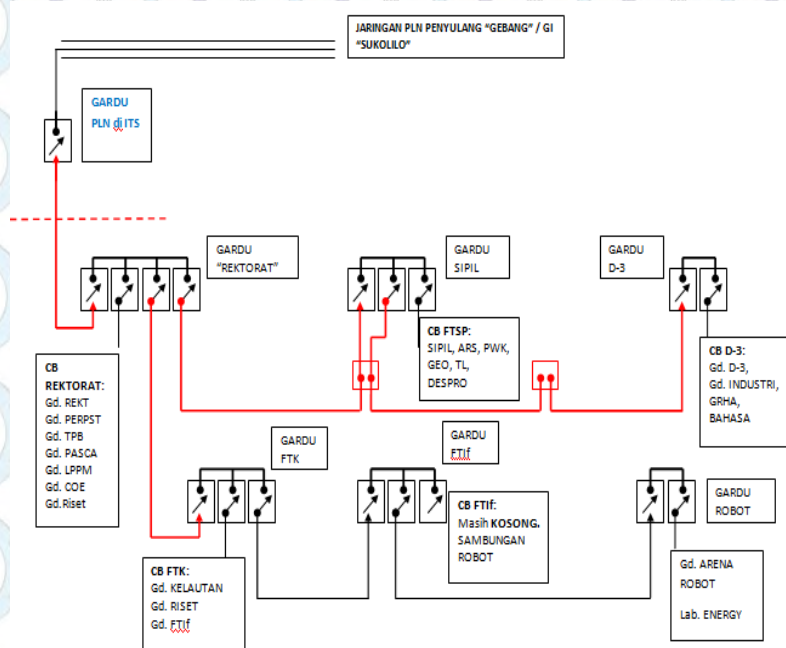 JARINGAN PLN PENYULANG "GEBANG" / GI
"SUKOLILO"
GARDU
PLN di ITS
GARDU
"REKTORAT"
GARDU
SIPIL
GARDU
D-3
CB FTSP:
SIPIL, ARS, PWK,
GEO, TL,
DESPRO
CB D-3:
Gd. D-3,
Gd. INDUSTRI,
GRHA,
BAHASA
CB
REKTORAT:
Gd. REKT
Gd. PERPST
Gd. TPB
Gd. PASCA
Gd. LPPM
Gd. COE
Gd.Riset
GARDU
FTK
GARDU
FTIf
CB FTIf:
Masih KOSONG.
SAMBUNGAN
ROBOT
GARDU
ROBOT
CB FTK:
Gd. KELAUTAN
Gd. RISET
Gd. FTIf
Gd. ARENA
ROBOT
Lab. ENERGY